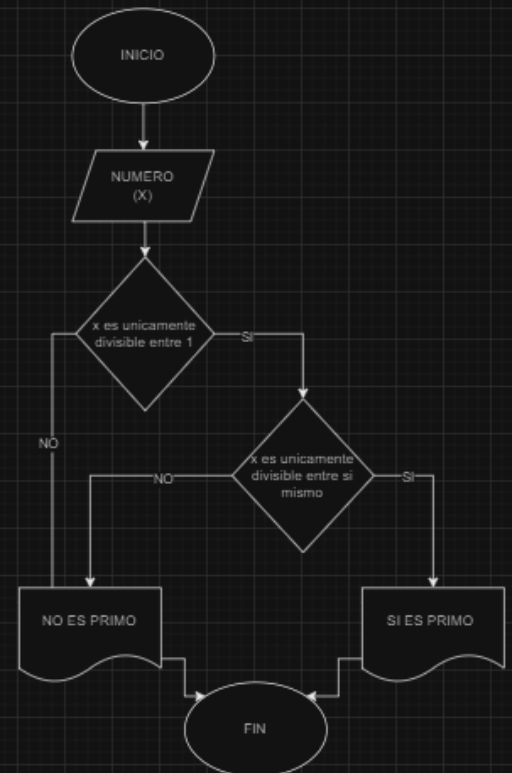 INICIO
NUMERO
(X)
x es unicamente
divisible entre 1
SI
NO
x es unicamente
divisible entre si
mismo
NO
SI
NO ES PRIMO
SI ES PRIMO
FIN